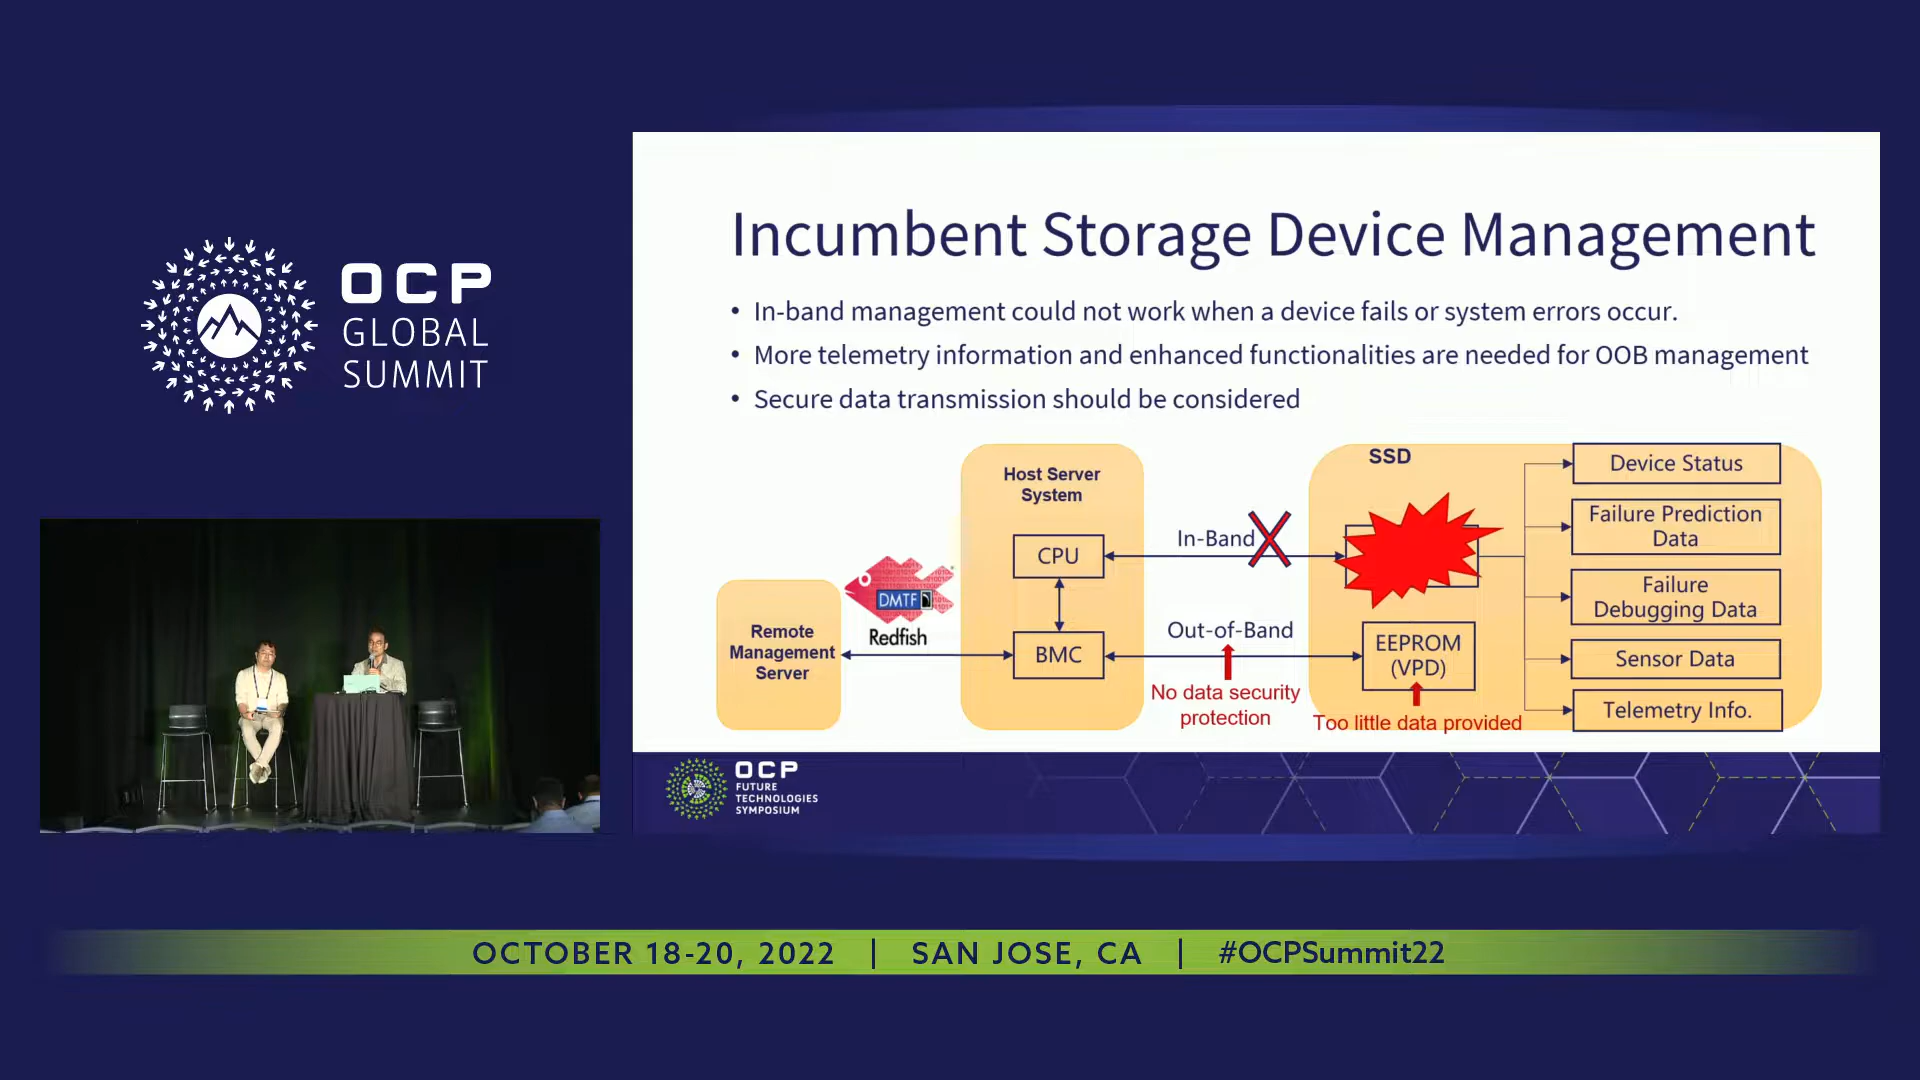 OCP
GLOBAL
SUMMIT
Incumbent Storage Device Management
• In-band management could not work when a device fails or system errors occur.
• More telemetry information and enhanced functionalities are needed for OOB management
• Secure data transmission should be considered
Host Server
System
CPU
BMC
Remote
Management
Server
DMTF
Redfish
In-Band
Out-of-Band
No data security
protection
SSD
EEPROM
(VPD)
Too little data provided
Device Status
Failure Prediction
Data
Failure
Debugging Data
Sensor Data
Telemetry Info.
OCP
FUTURE
TECHNOLOGIES
SYMPOSIUM
OCTOBER 18-20, 2022 | SAN JOSE, CA | #OCPSummit22